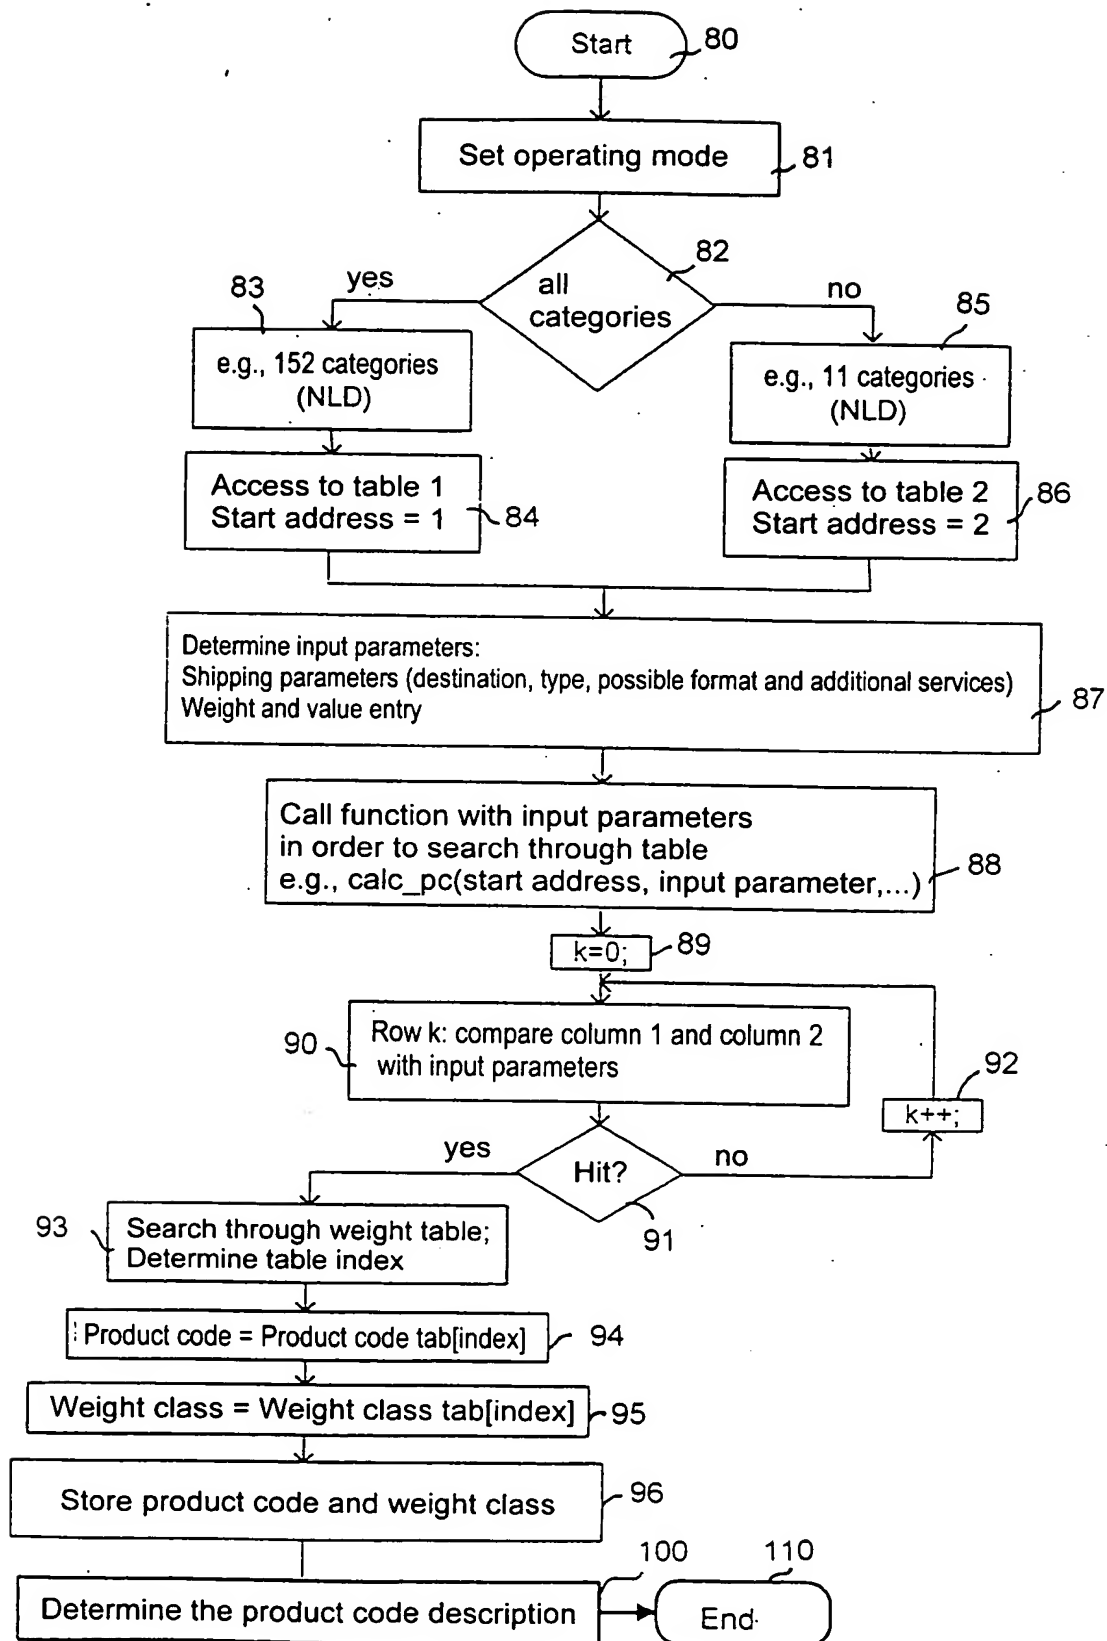 Start
80
Set operating mode
81
82
all
categories
yes
no
83
85
e.g., 152 categories
(NLD)
e.g., 11 categories
(NLD)
Access to table 1
Start address = 1
84
Access to table 2
Start address = 2
86
Determine input parameters:
Shipping parameters (destination, type, possible format and additional services)
Weight and value entry
87
Call function with input parameters
in order to search through table
e.g., calc_pc(start address, input parameter,...)
88
k=0;
89
90
Row k: compare column 1 and column 2
with input parameters
92
k++;
yes
Hit?
no
91
93
Search through weight table;
Determine table index
Product code = Product code tab[index]
94
Weight class = Weight class tab[index]
95
Store product code and weight class
96
100
110
Determine the product code description
End